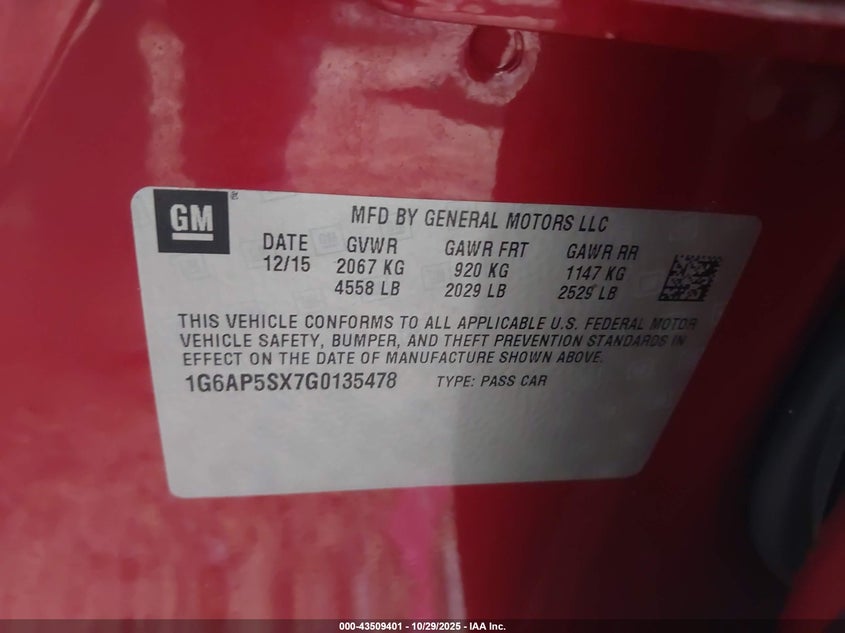 GM®
MFD BY GENERAL MOTORS LLC
DATE GVWR GAWR FRT GAWR RR
12/15 2067 KG 920 KG 1147 KG
4558 LB 2029 LB 2529 LB
THIS VEHICLE CONFORMS TO ALL APPLICABLE U.S. FEDERAL MOTOR
VEHICLE SAFETY, BUMPER, AND THEFT PREVENTION STANDARDS IN
EFFECT ON THE DATE OF MANUFACTURE SHOWN ABOVE.
1G6AP5SX7G0135478 TYPE: PASS CAR
000-43509401 - 10/29/2025 - IAA Inc.